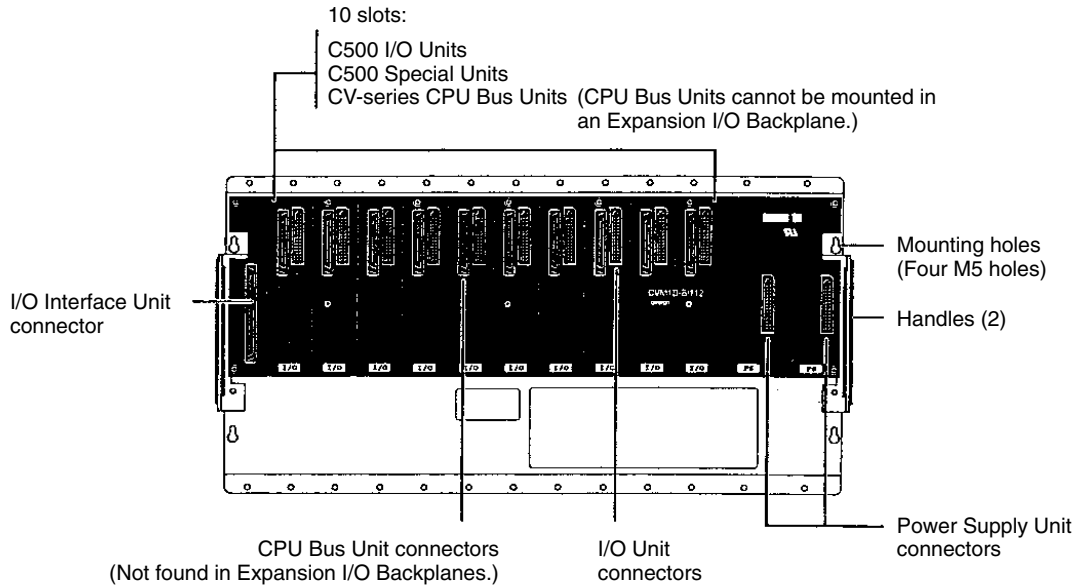 10 slots:
C500 I/O Units
C500 Special Units
CV-series CPU Bus Units (CPU Bus Units cannot be mounted in
an Expansion I/O Backplane.)
Mounting holes
(Four M5 holes)
I/O Interface Unit
connector
Handles (2)
I/O I/O I/O I/O I/O I/O I/O I/O I/O I/O PS PS
CPU Bus Unit connectors
(Not found in Expansion I/O Backplanes.)
I/O Unit
connectors
Power Supply Unit
connectors